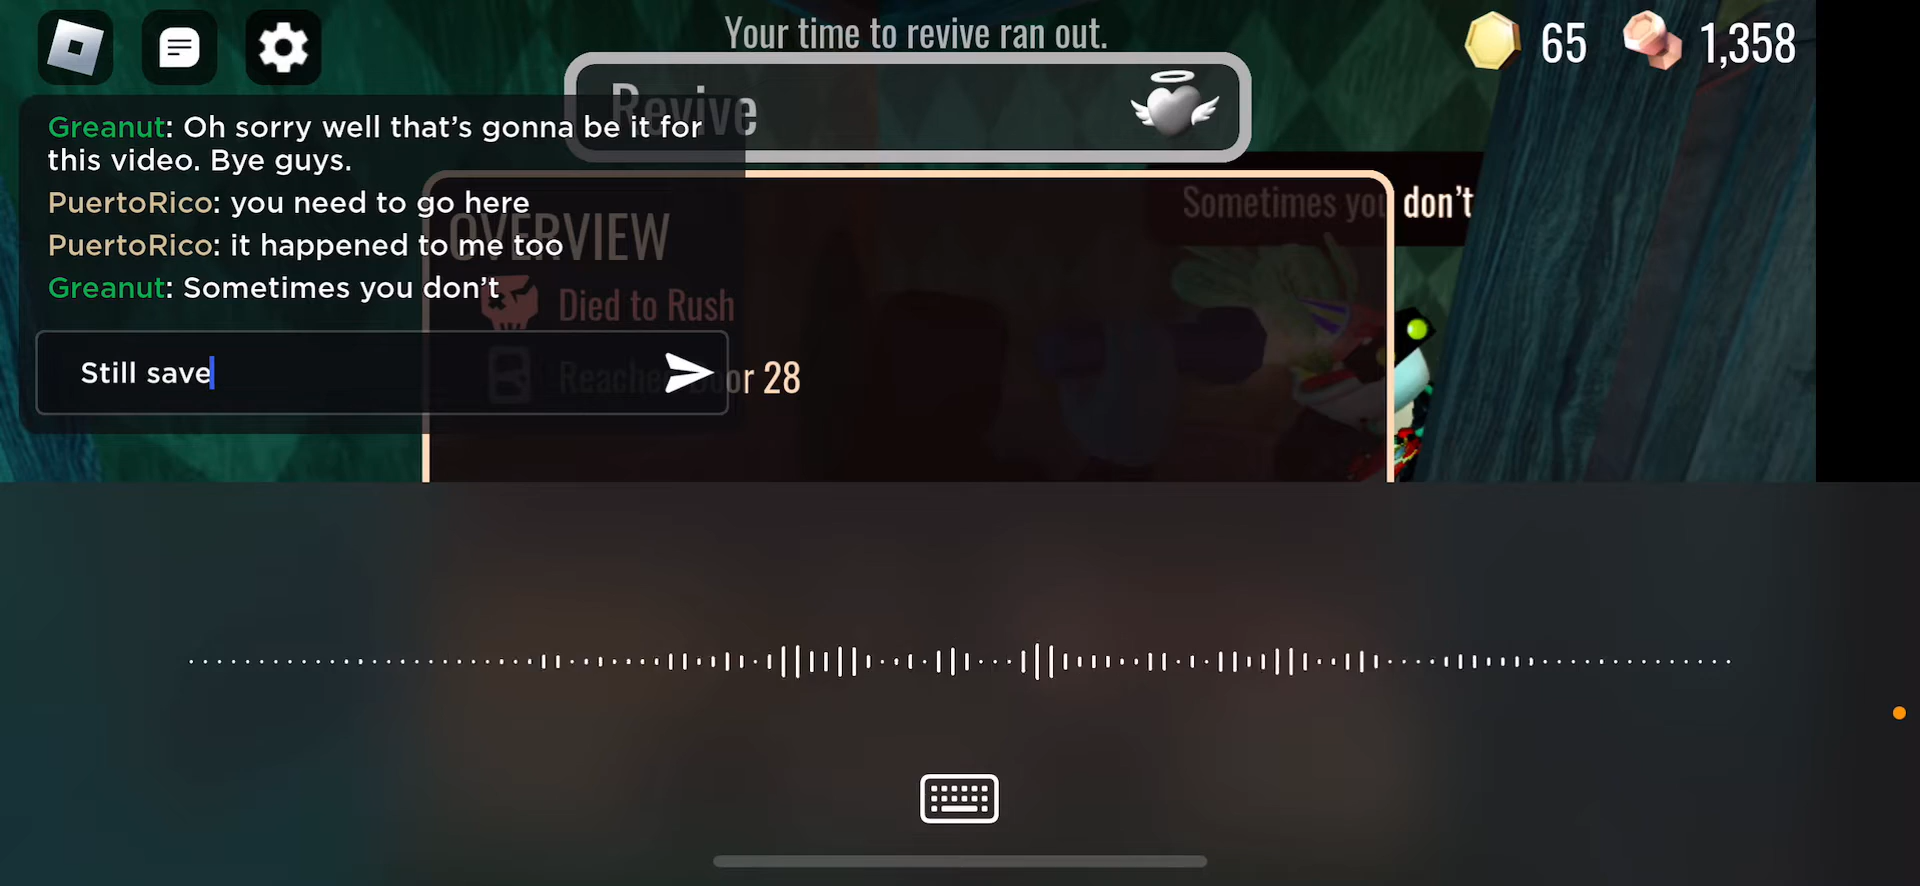 Your time to revive ran out.
65
1,358
Revive
Greanut: Oh sorry well that's gonna be it for
this video. Bye guys.
PuertoRico: you need to go here
PuertoRico: it happened to me too
Greanut: Sometimes you don't
Still save
Sometimes you don't
OVERVIEW
Died to Rush
Reached Door 28